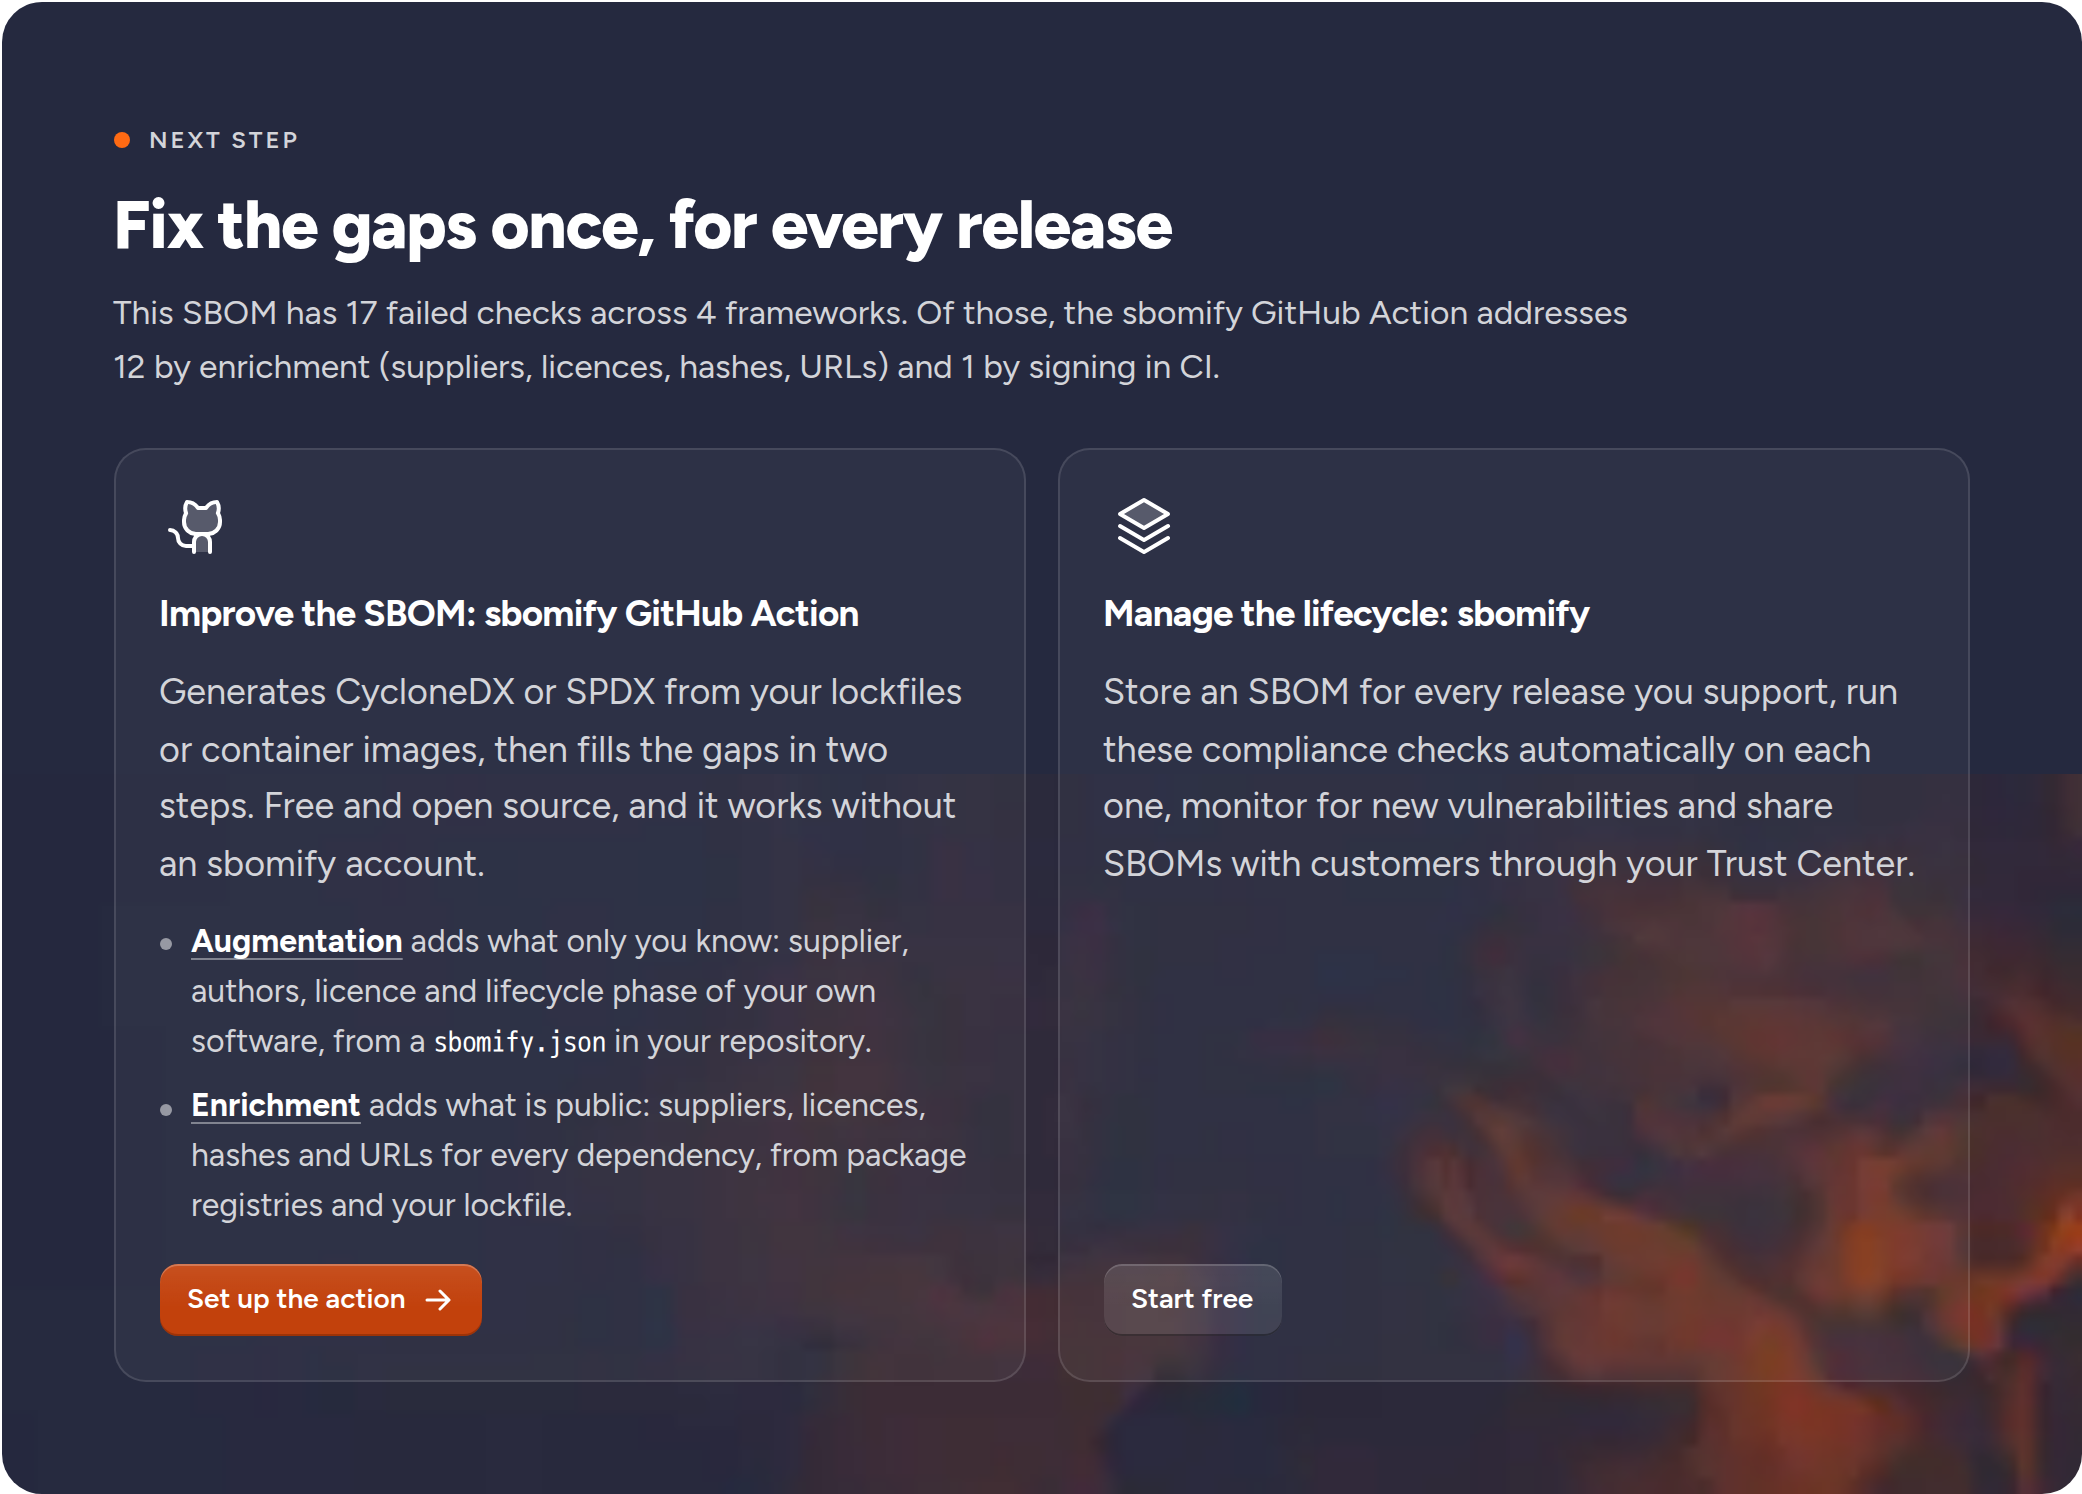 NEXT STEP
Fix the gaps once, for every release
This SBOM has 17 failed checks across 4 frameworks. Of those, the sbomify GitHub Action addresses
12 by enrichment (suppliers, licences, hashes, URLs) and 1 by signing in CI.
Improve the SBOM: sbomify GitHub Action
Generates CycloneDX or SPDX from your lockfiles
or container images, then fills the gaps in two
steps. Free and open source, and it works without
an sbomify account.
Augmentation adds what only you know: supplier,
authors, licence and lifecycle phase of your own
software, from a sbomify.json in your repository.
Enrichment adds what is public: suppliers, licences,
hashes and URLs for every dependency, from package
registries and your lockfile.
Set up the action →
Manage the lifecycle: sbomify
Store an SBOM for every release you support, run
these compliance checks automatically on each
one, monitor for new vulnerabilities and share
SBOMs with customers through your Trust Center.
Start free